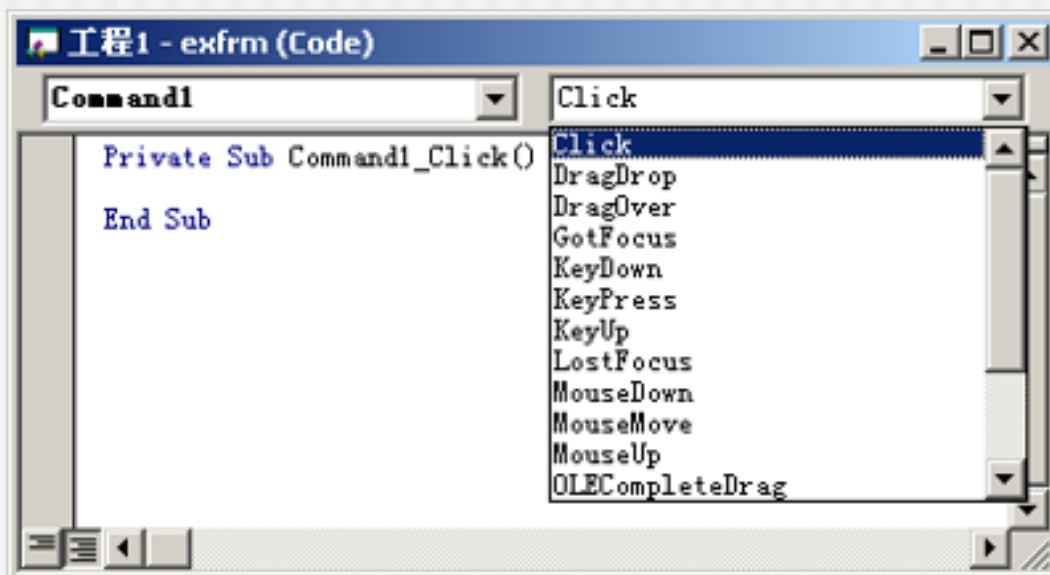 工程1 - exfrm (Code)
Command1
Click
Private Sub Command1_Click()
End Sub
Click
DragDrop
DragOver
GotFocus
KeyDown
KeyPress
KeyUp
LostFocus
MouseDown
MouseMove
MouseUp
OLECompleteDrag